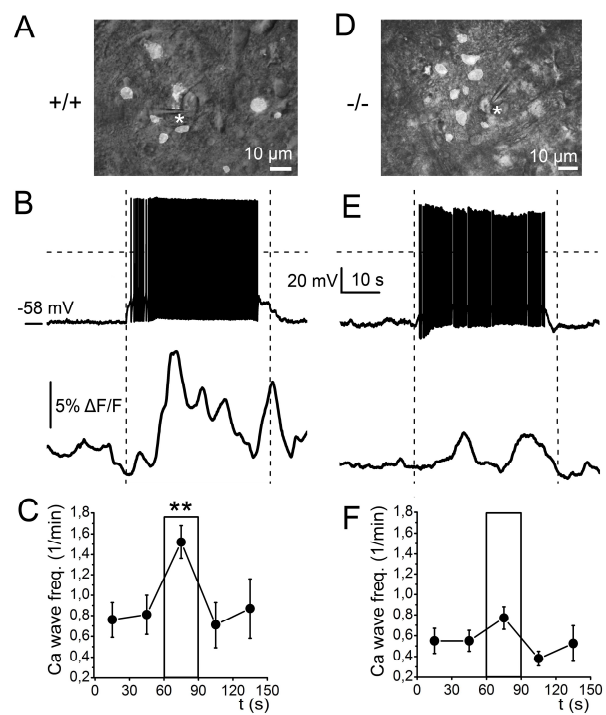 A
+/+
*
10 µm
D
-/-
*
10 µm
B
-58 mV
5% ΔF/F
E
20 mV
10 s
C
**
Ca wave freq. (1/min)
1,8
1,6
1,4
1,2
1,0
0,8
0,6
0,4
0,2
0 30 60 90 120 150
t (s)
F
Ca wave freq. (1/min)
1,8
1,6
1,4
1,2
1,0
0,8
0,6
0,4
0,2
0 30 60 90 120 150
t (s)